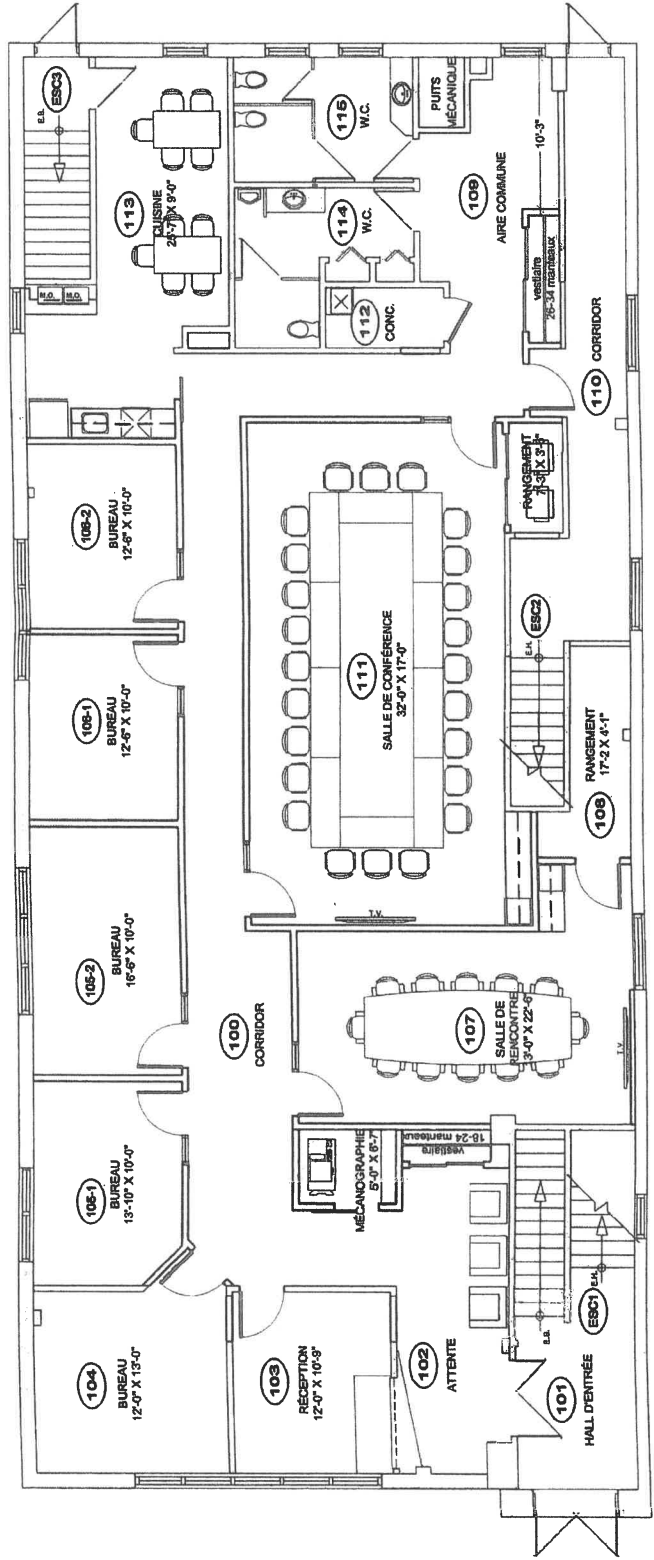 ESC3
E.B.
113
CUISINE
25'-7" X 9'-0"
M.O.
M.O.
115
W.C.
PUITS
MÉCANIQUE
114
W.C.
112
CONC.
109
AIRE COMMUNE
10'-3"
vestiaire
26-34 manteaux
110
CORRIDOR
106-2
BUREAU
12'-6" X 10'-0"
106-1
BUREAU
12'-6" X 10'-0"
105-2
BUREAU
16'-6" X 10'-0"
105-1
BUREAU
13'-10" X 10'-0"
104
BUREAU
12'-0" X 13'-0"
103
RÉCEPTION
12'-0" X 10'-9"
100
CORRIDOR
111
SALLE DE CONFÉRENCE
32'-0" X 17'-0"
T.V.
RANGEMENT
ESC2
E.H.
108
RANGEMENT
17'-2 X 4'-1"
107
SALLE DE
RENCONTRE
T.V.
MÉCANOGRAPHIE
5'-0" X 6'-7"
vestiaire
18-24 manteaux
102
ATTENTE
E.B.
ESC1
E.H.
101
HALL D'ENTRÉE